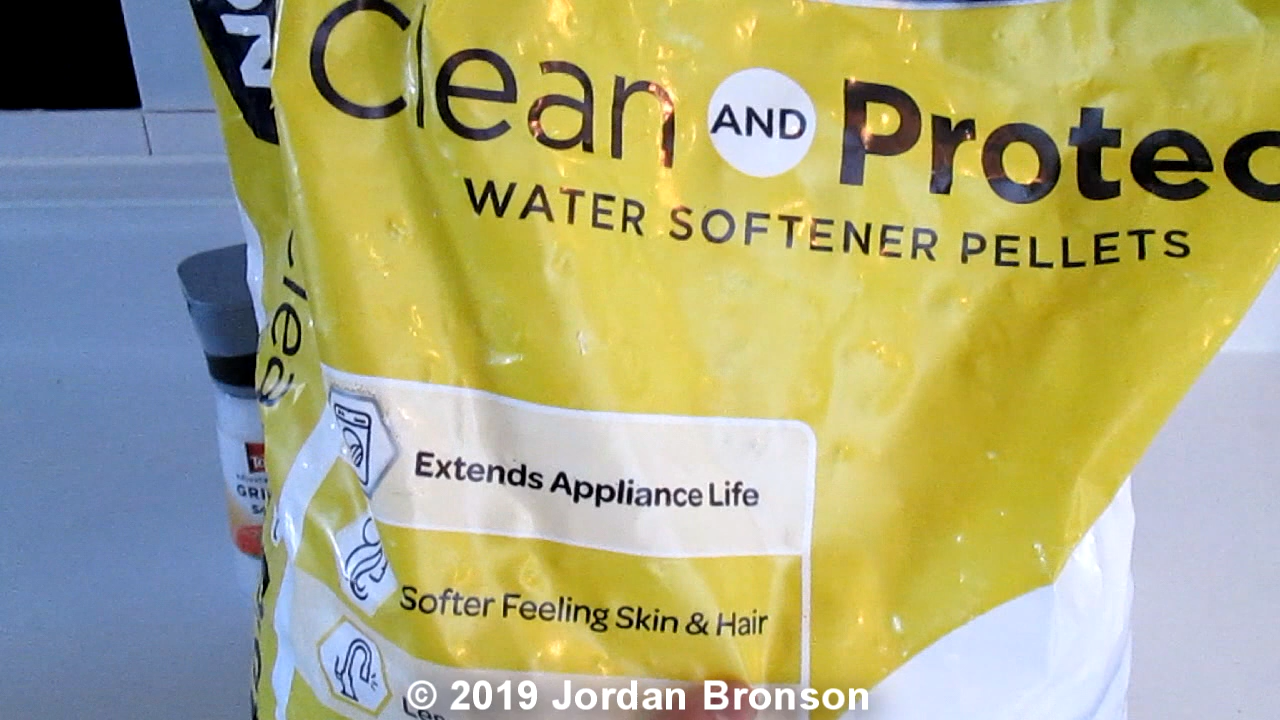 Clean AND Protec
WATER SOFTENER PELLETS
Extends Appliance Life
Softer Feeling Skin & Hair
© 2019 Jordan Bronson